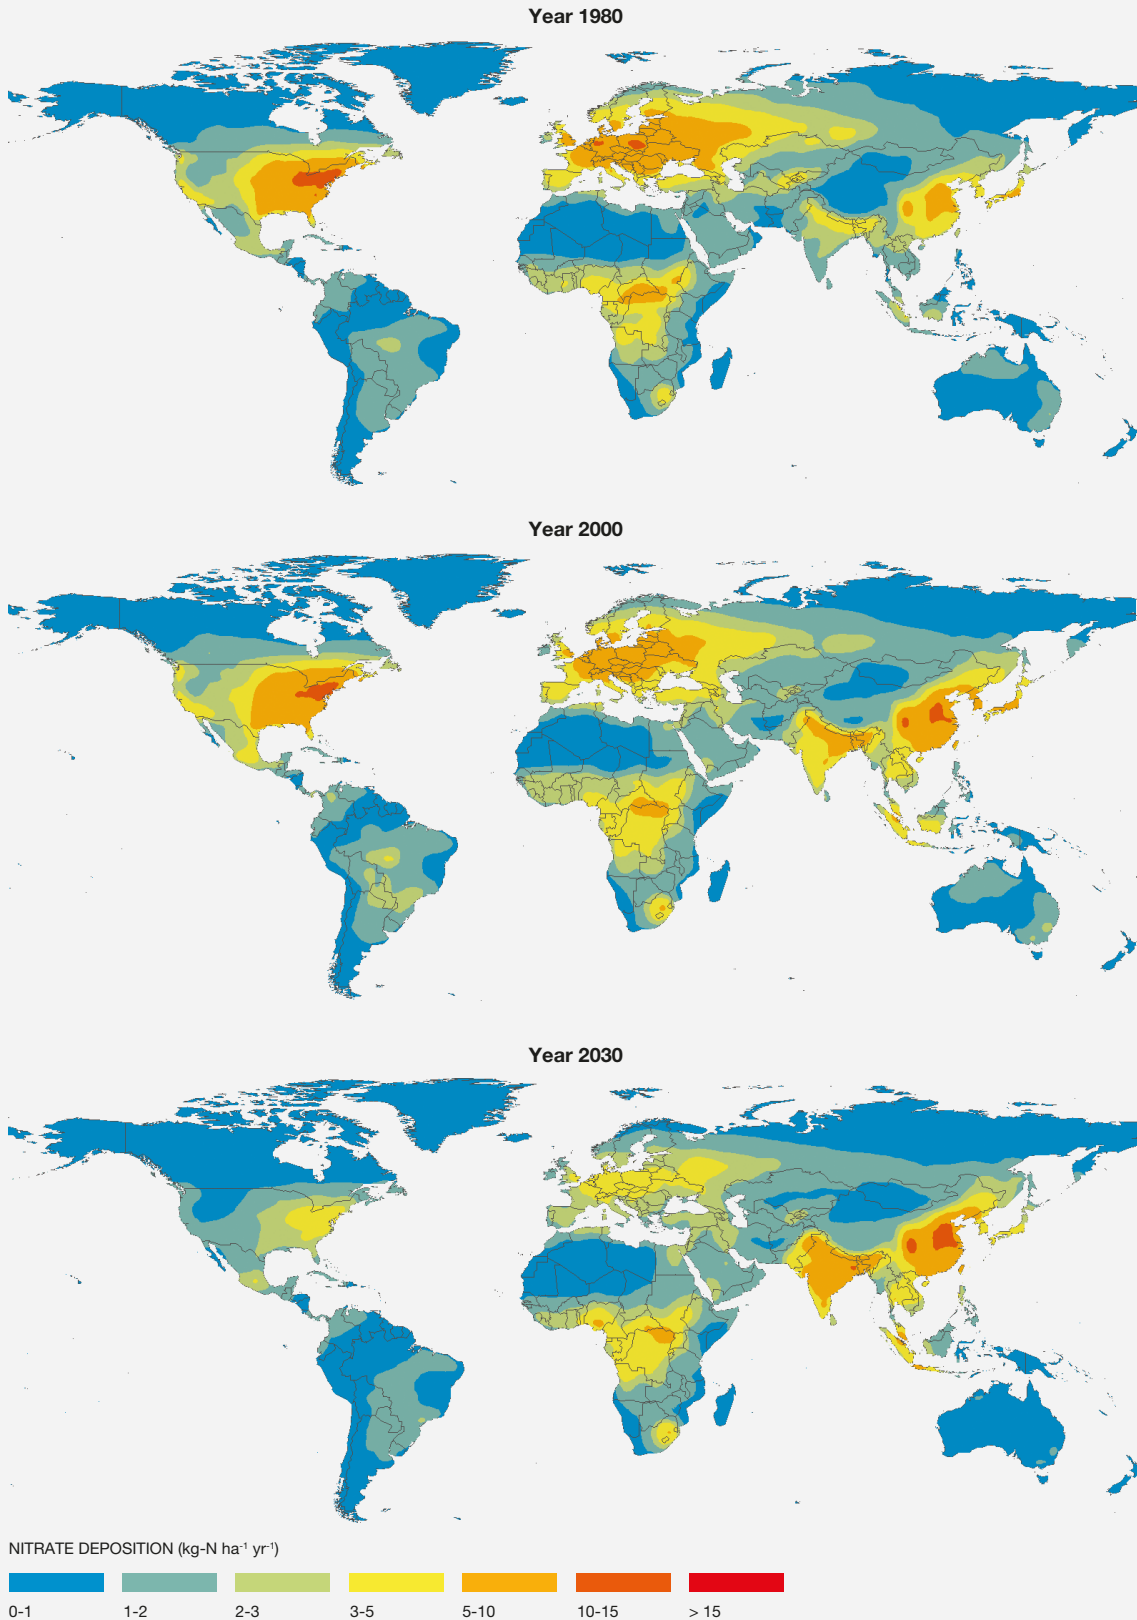 Year 1980
Year 2000
Year 2030
NITRATE DEPOSITION (kg-N ha⁻¹ yr⁻¹)
0-1 1-2 2-3 3-5 5-10 10-15 > 15